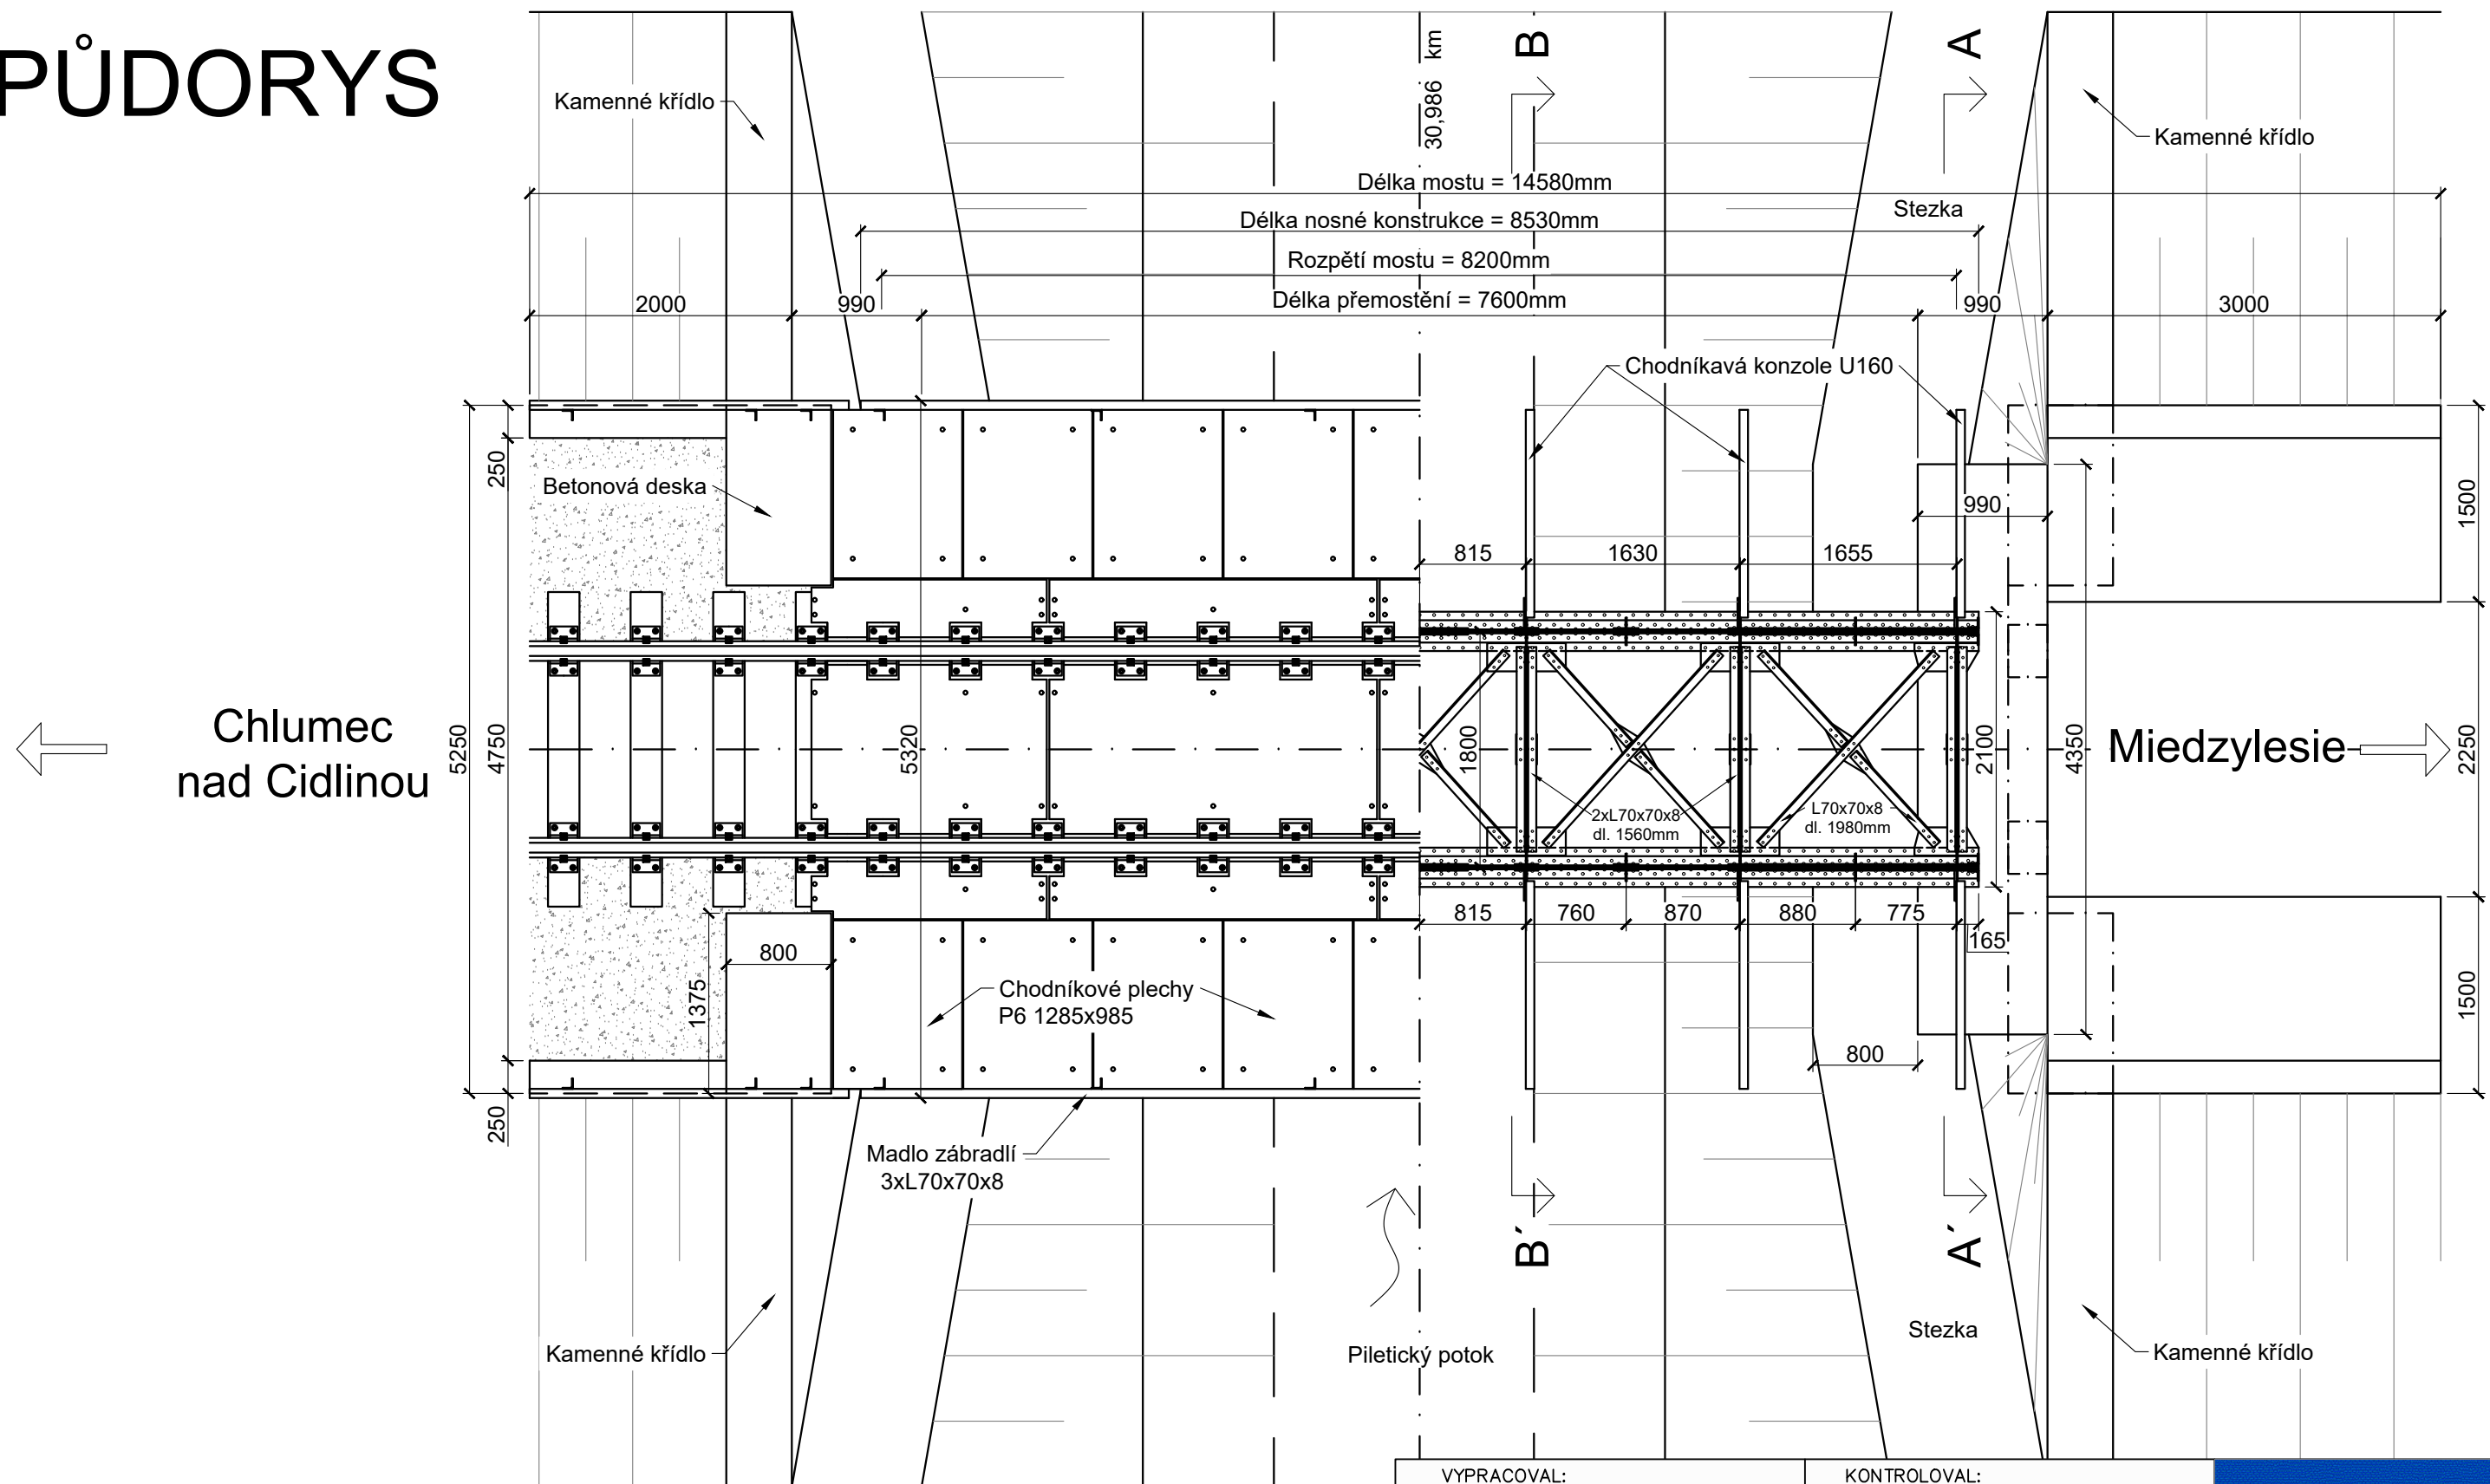 PŮDORYS
Kamenné křídlo
30,986 km
B
A
Kamenné křídlo
Délka mostu = 14580mm
Stezka
Délka nosné konstrukce = 8530mm
Rozpětí mostu = 8200mm
2000
990
Délka přemostění = 7600mm
990
3000
Chodníkavá konzole U160
250
Betonová deska
990
1500
815
1630
1655
Chlumec
nad Cidlinou
5250
4750
5320
1800
2100
4350
Miedzylesie
2250
2xL70x70x8
dl. 1560mm
L70x70x8
dl. 1980mm
815
760
870
880
775
165
800
1375
Chodníkové plechy
P6 1285x985
1500
800
250
Madlo zábradlí
3xL70x70x8
B´
A´
Stezka
Kamenné křídlo
Piletický potok
Kamenné křídlo
VYPRACOVAL:
KONTROLOVAL: